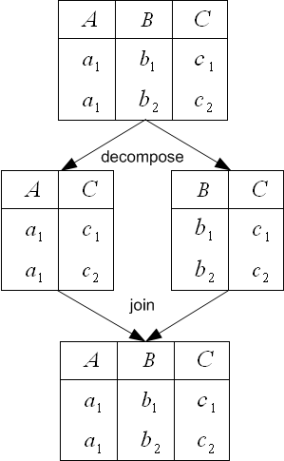 A B C
a₁ b₁ c₁
a₁ b₂ c₂
decompose
A C
a₁ c₁
a₁ c₂
B C
b₁ c₁
b₂ c₂
join
A B C
a₁ b₁ c₁
a₁ b₂ c₂